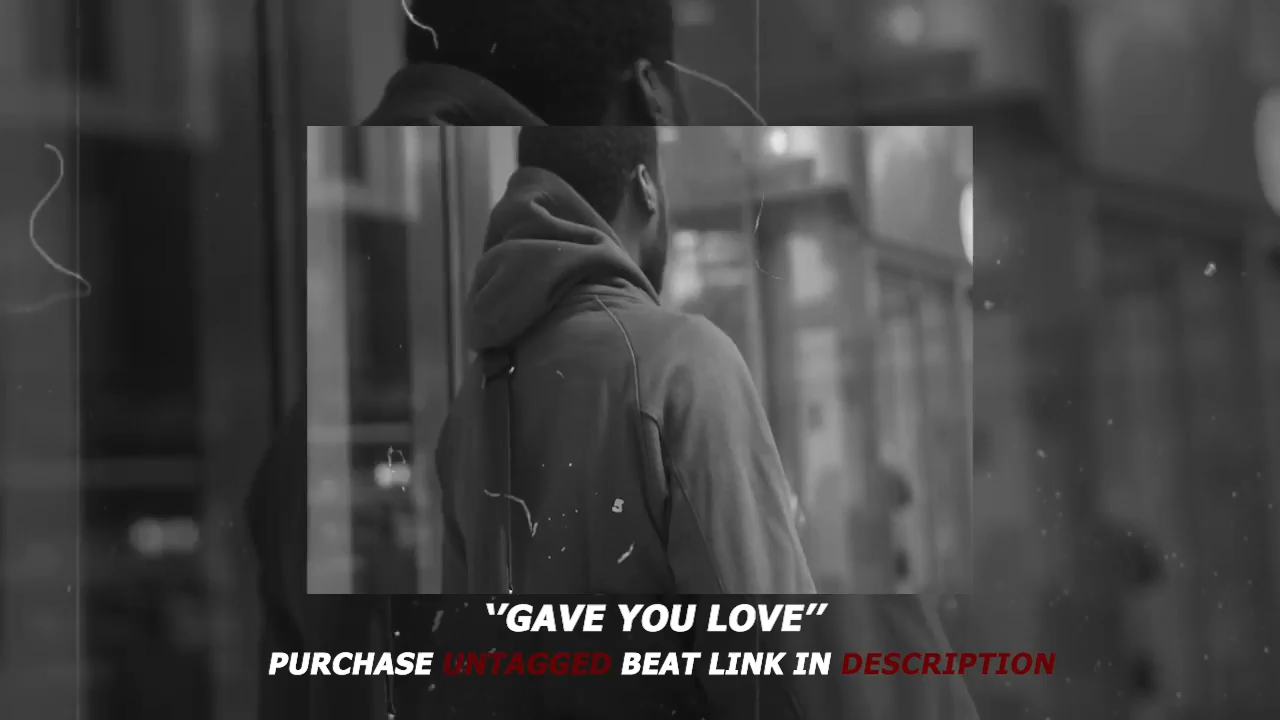 ‘’GAVE YOU LOVE’’
PURCHASE UNTAGGED BEAT LINK IN DESCRIPTION